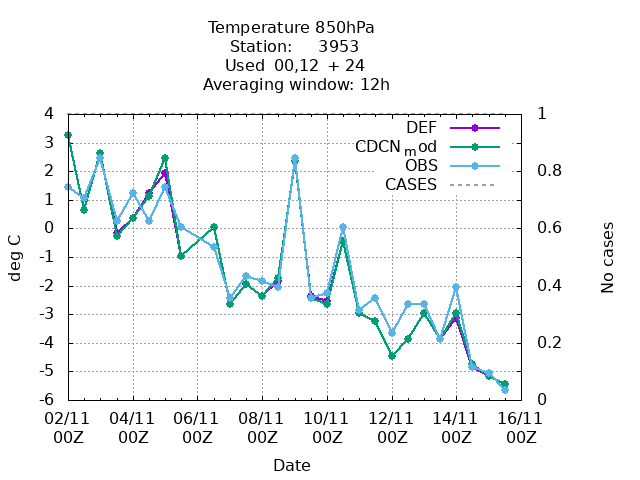 Temperature 850hPa
Station: 3953
Used 00,12 + 24
Averaging window: 12h
4
3
2
1
0
-1
-2
-3
-4
-5
-6
deg C
1
0.8
0.6
0.4
0.2
0
No cases
DEF
CDCN_mod
OBS
CASES
02/11 04/11 06/11 08/11 10/11 12/11 14/11 16/11
00Z 00Z 00Z 00Z 00Z 00Z 00Z 00Z
Date